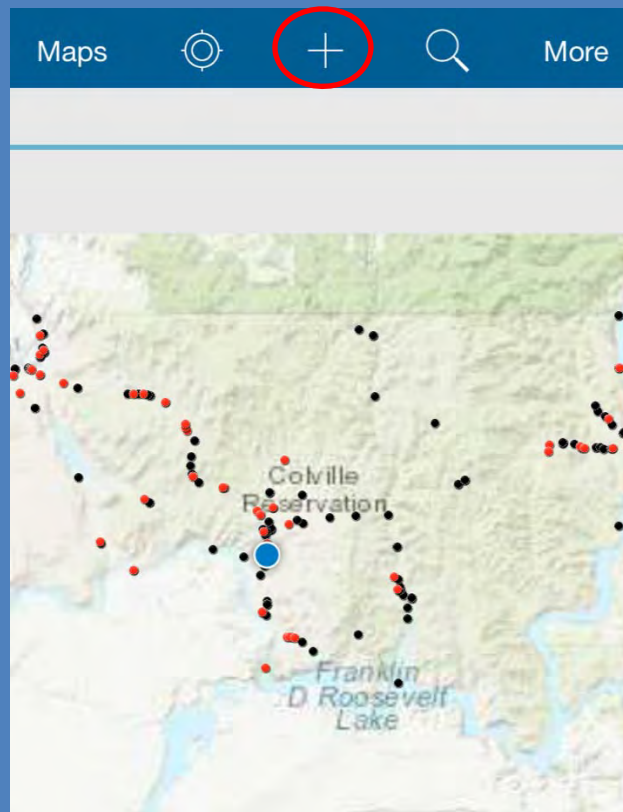 Maps More
Colville
Reservation
Franklin
D Roosevelt
Lake